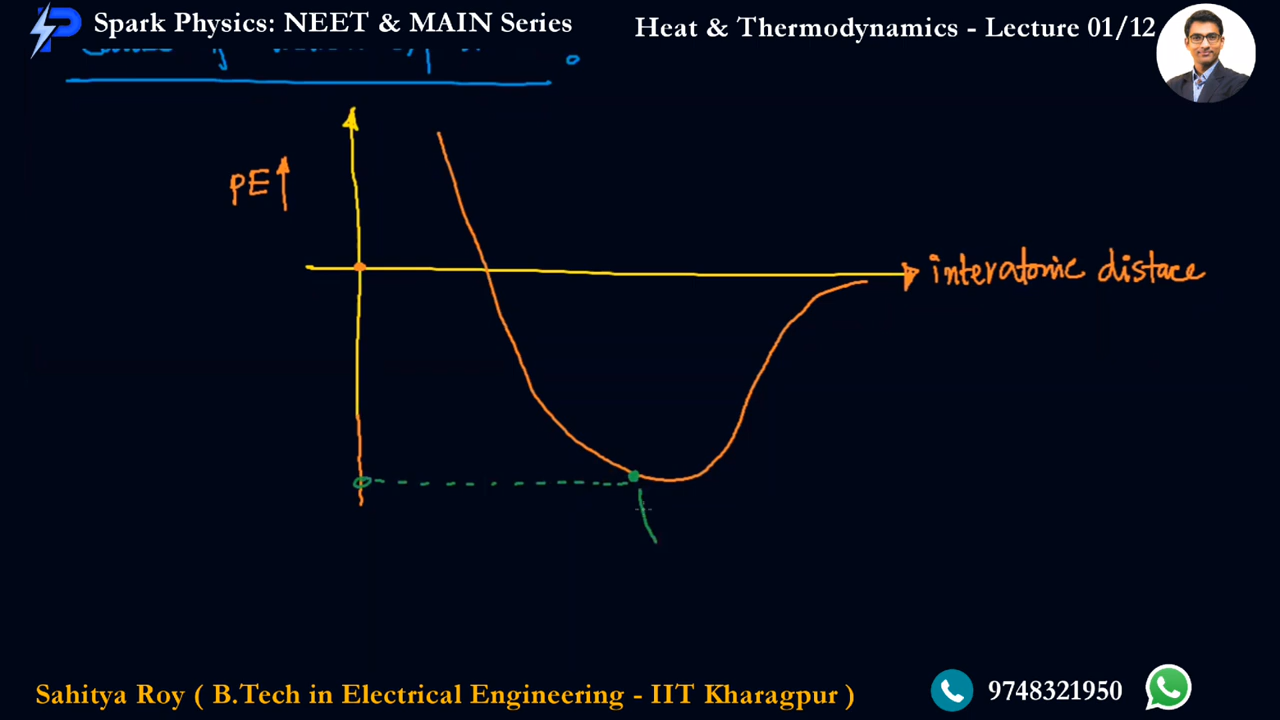 Spark Physics: NEET & MAIN Series
Heat & Thermodynamics - Lecture 01/12
PE
interatomic distace
Sahitya Roy ( B.Tech in Electrical Engineering - IIT Kharagpur )
9748321950